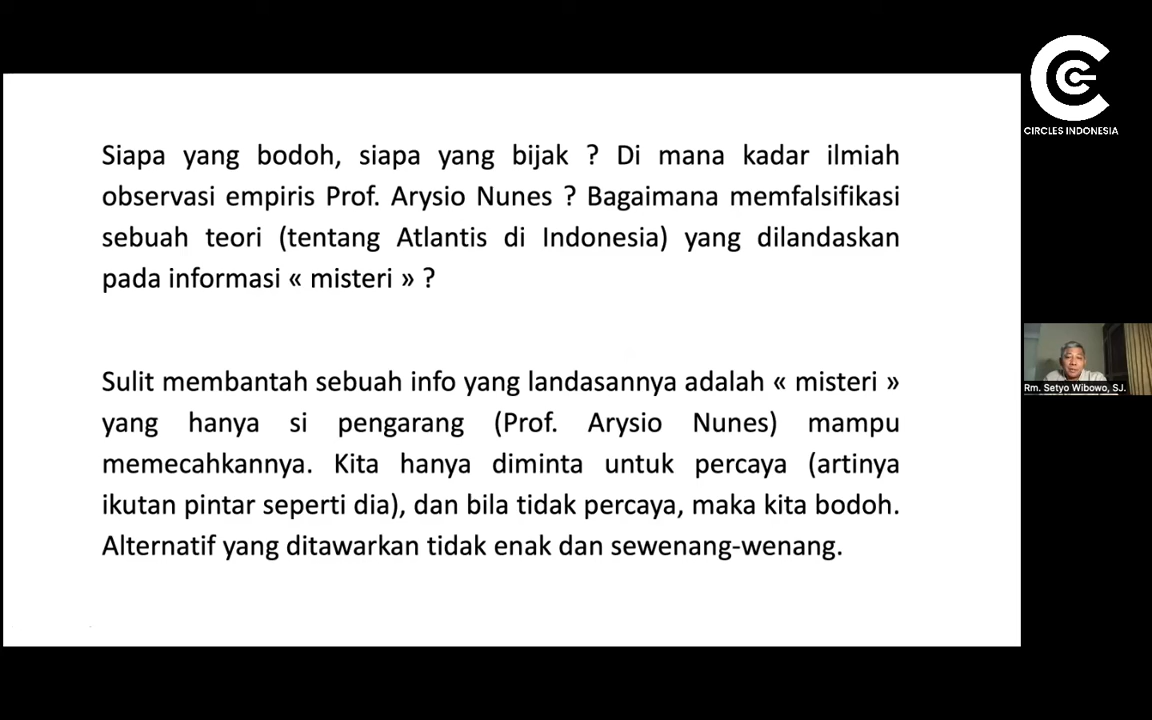 Siapa yang bodoh, siapa yang bijak ? Di mana kadar ilmiah
observasi empiris Prof. Arysio Nunes ? Bagaimana memfalsifikasi
sebuah teori (tentang Atlantis di Indonesia) yang dilandaskan
pada informasi « misteri » ?
Sulit membantah sebuah info yang landasannya adalah « misteri »
yang hanya si pengarang (Prof. Arysio Nunes) mampu
memecahkannya. Kita hanya diminta untuk percaya (artinya
ikutan pintar seperti dia), dan bila tidak percaya, maka kita bodoh.
Alternatif yang ditawarkan tidak enak dan sewenang-wenang.
CIRCLES INDONESIA
Rm. Setyo Wibowo, SJ.